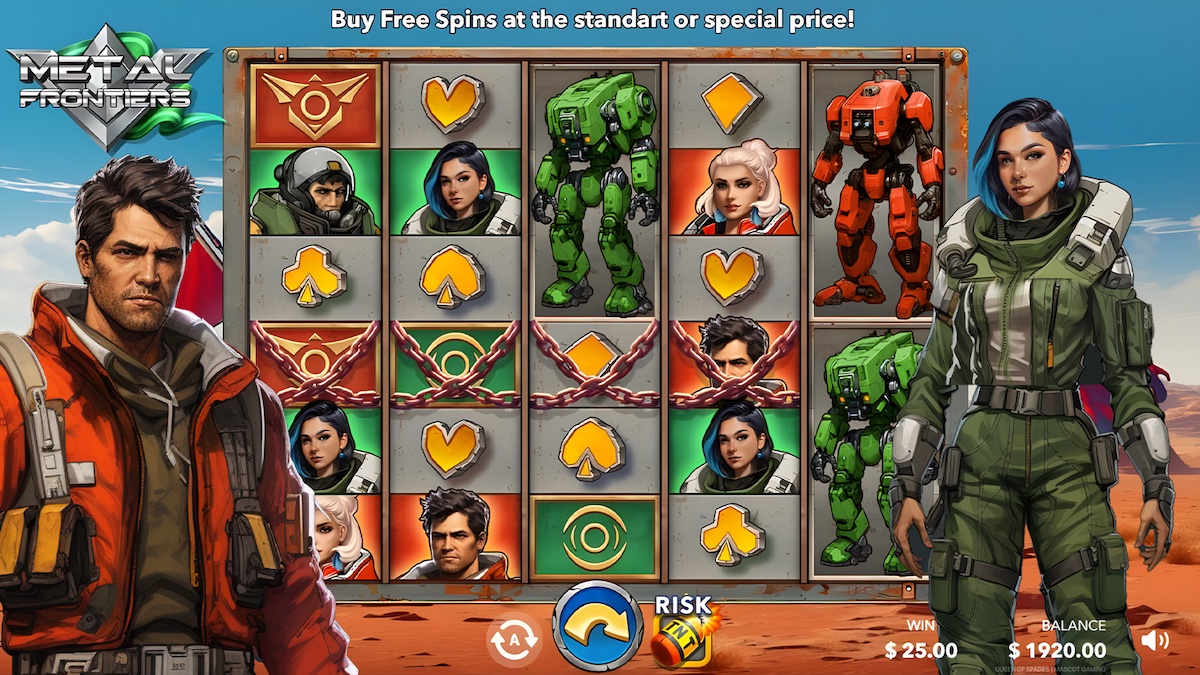 Buy Free Spins at the standart or special price!
METAL
FRONTIERS
A
RISK
TNT
WIN
BALANCE
$ 25.00
$ 1920.00
QUEEN OF SPADES | MASCOT GAMING